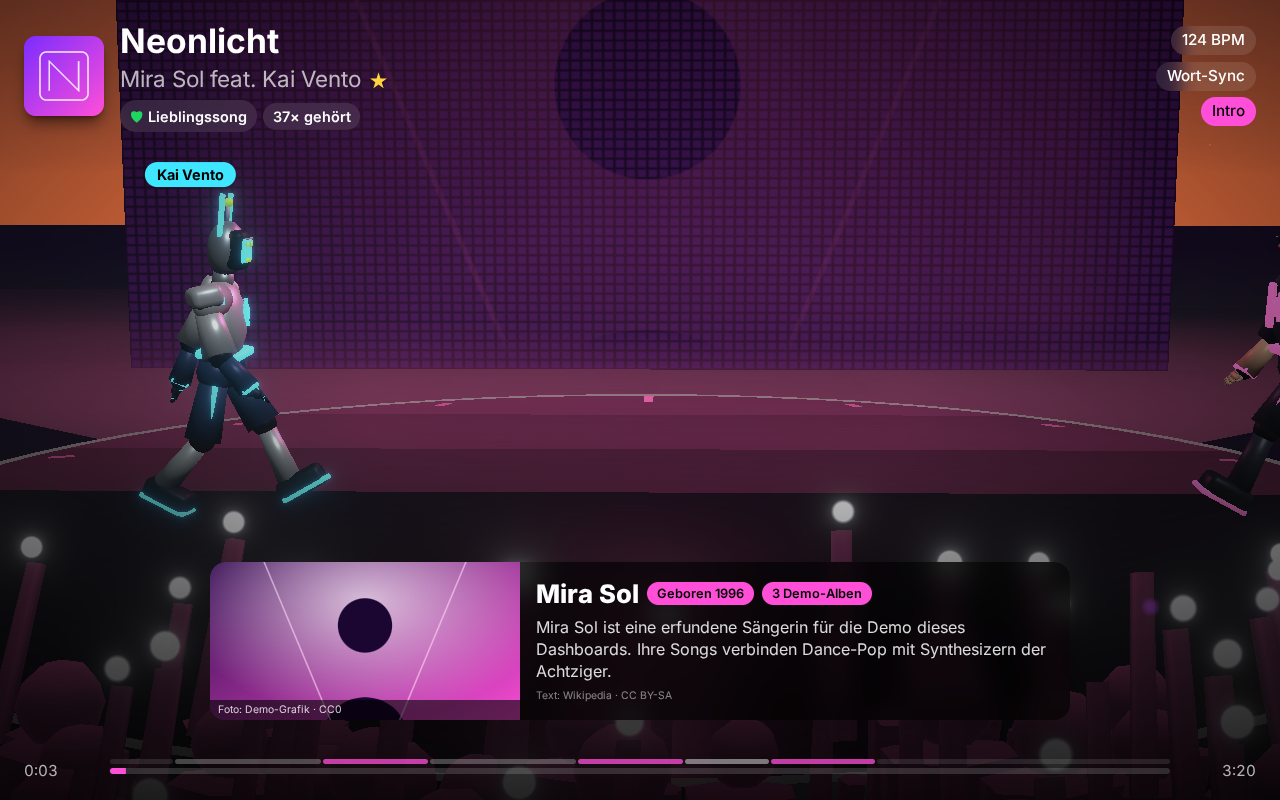 Neonlicht
Mira Sol feat. Kai Vento
Lieblingssong
37× gehört
124 BPM
Wort-Sync
Intro
Kai Vento
Mira Sol
Geboren 1996
3 Demo-Alben
Mira Sol ist eine erfundene Sängerin für die Demo dieses
Dashboards. Ihre Songs verbinden Dance-Pop mit Synthesizern der
Achtziger.
Text: Wikipedia · CC BY-SA
Foto: Demo-Grafik · CC0
0:03
3:20